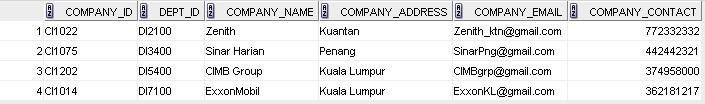 COMPANY_ID DEPT_ID COMPANY_NAME COMPANY_ADDRESS COMPANY_EMAIL COMPANY_CONTACT
1 CI1022 DI2100 Zenith Kuantan Zenith_ktn@gmail.com 772332332
2 CI1075 DI3400 Sinar Harian Penang SinarPng@gmail.com 442442321
3 CI1202 DI5400 CIMB Group Kuala Lumpur CIMBgrp@gmail.com 374958000
4 CI1014 DI7100 ExxonMobil Kuala Lumpur ExxonKL@gmail.com 362181217